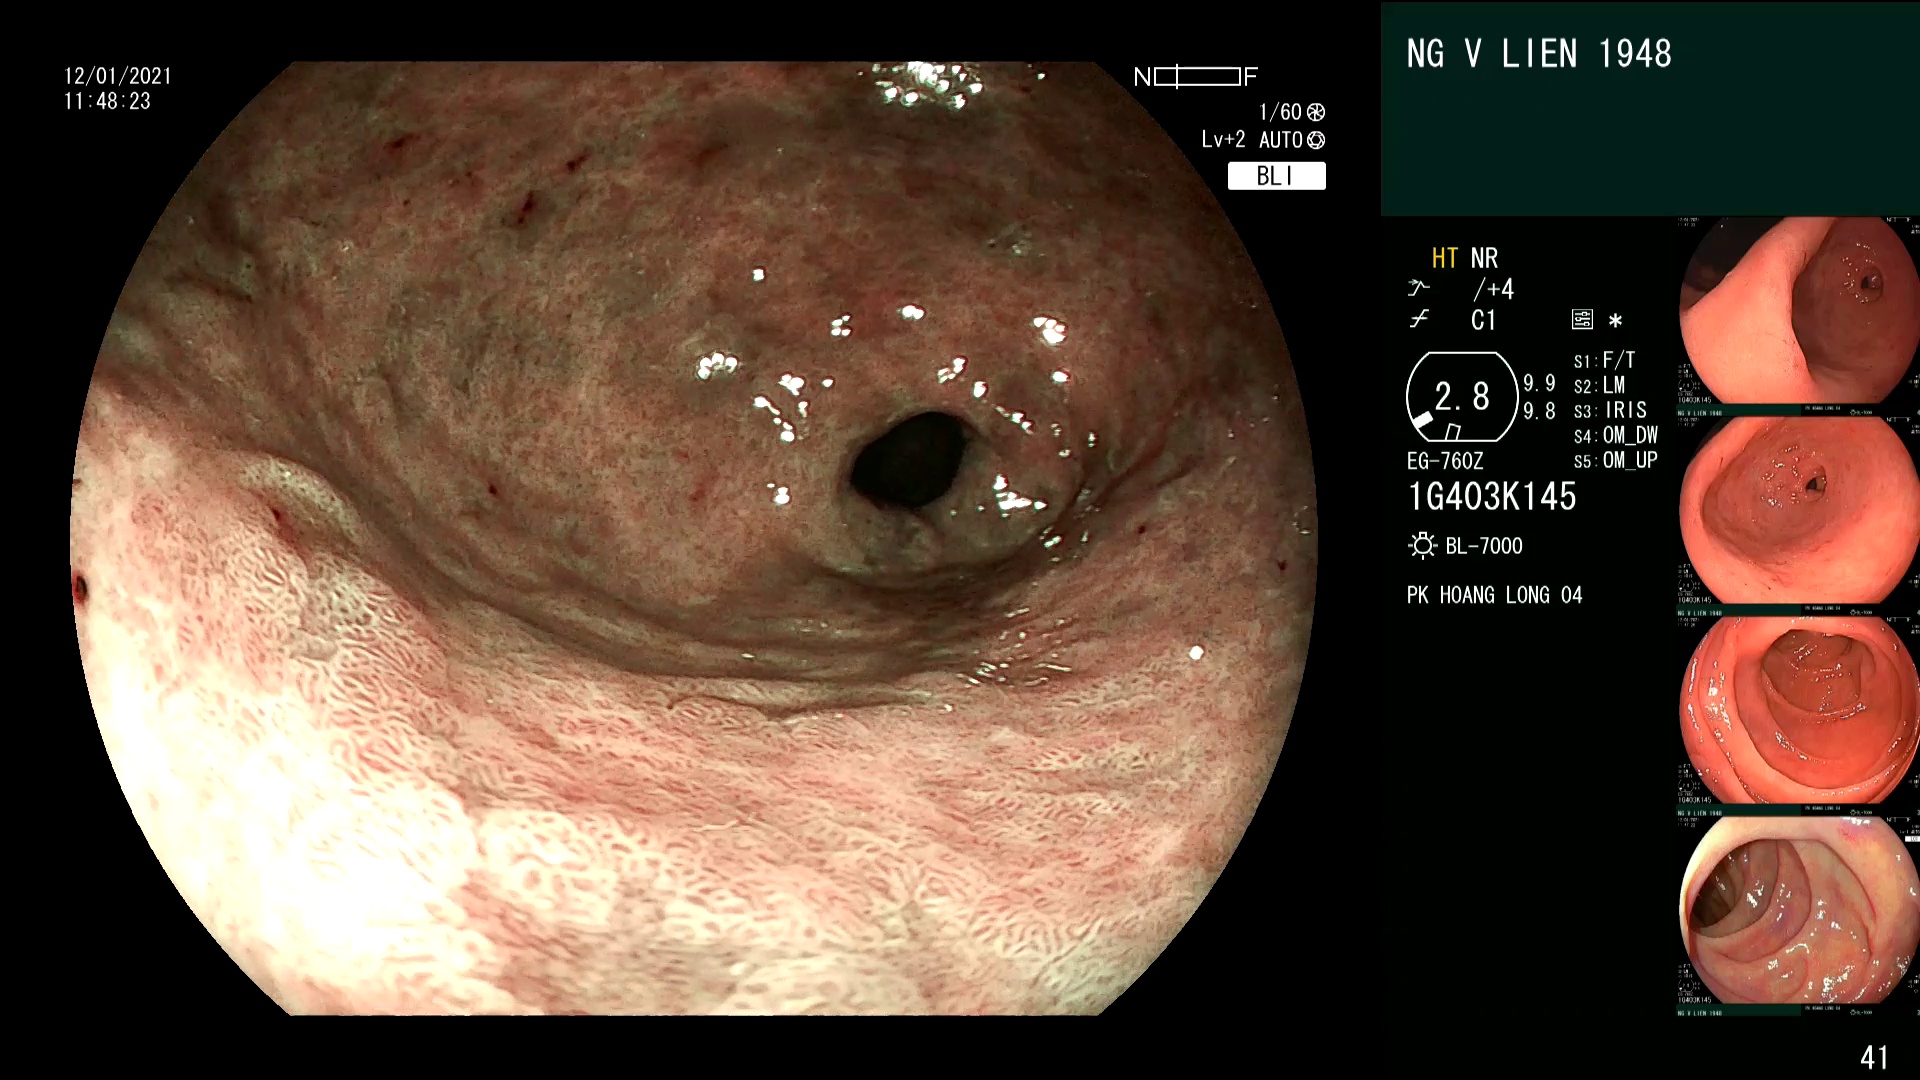 12/01/2021
11:48:23
N F
1/60
Lv+2 AUTO
BLI
NG V LIEN 1948
HT NR
/+4
C1 *
2.8
9.9
9.8
S1:F/T
S2:LM
S3:IRIS
S4:OM_DW
S5:OM_UP
EG-760Z
1G403K145
BL-7000
PK HOANG LONG 04
41